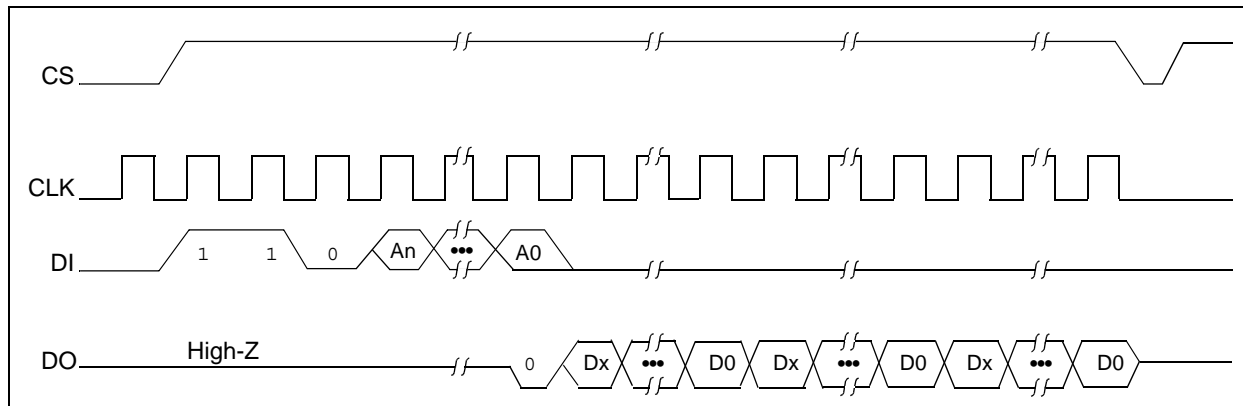 CS
CLK
DI 1 1 0 An ••• A0
High-Z
DO 0 Dx ••• D0 Dx ••• D0 Dx ••• D0